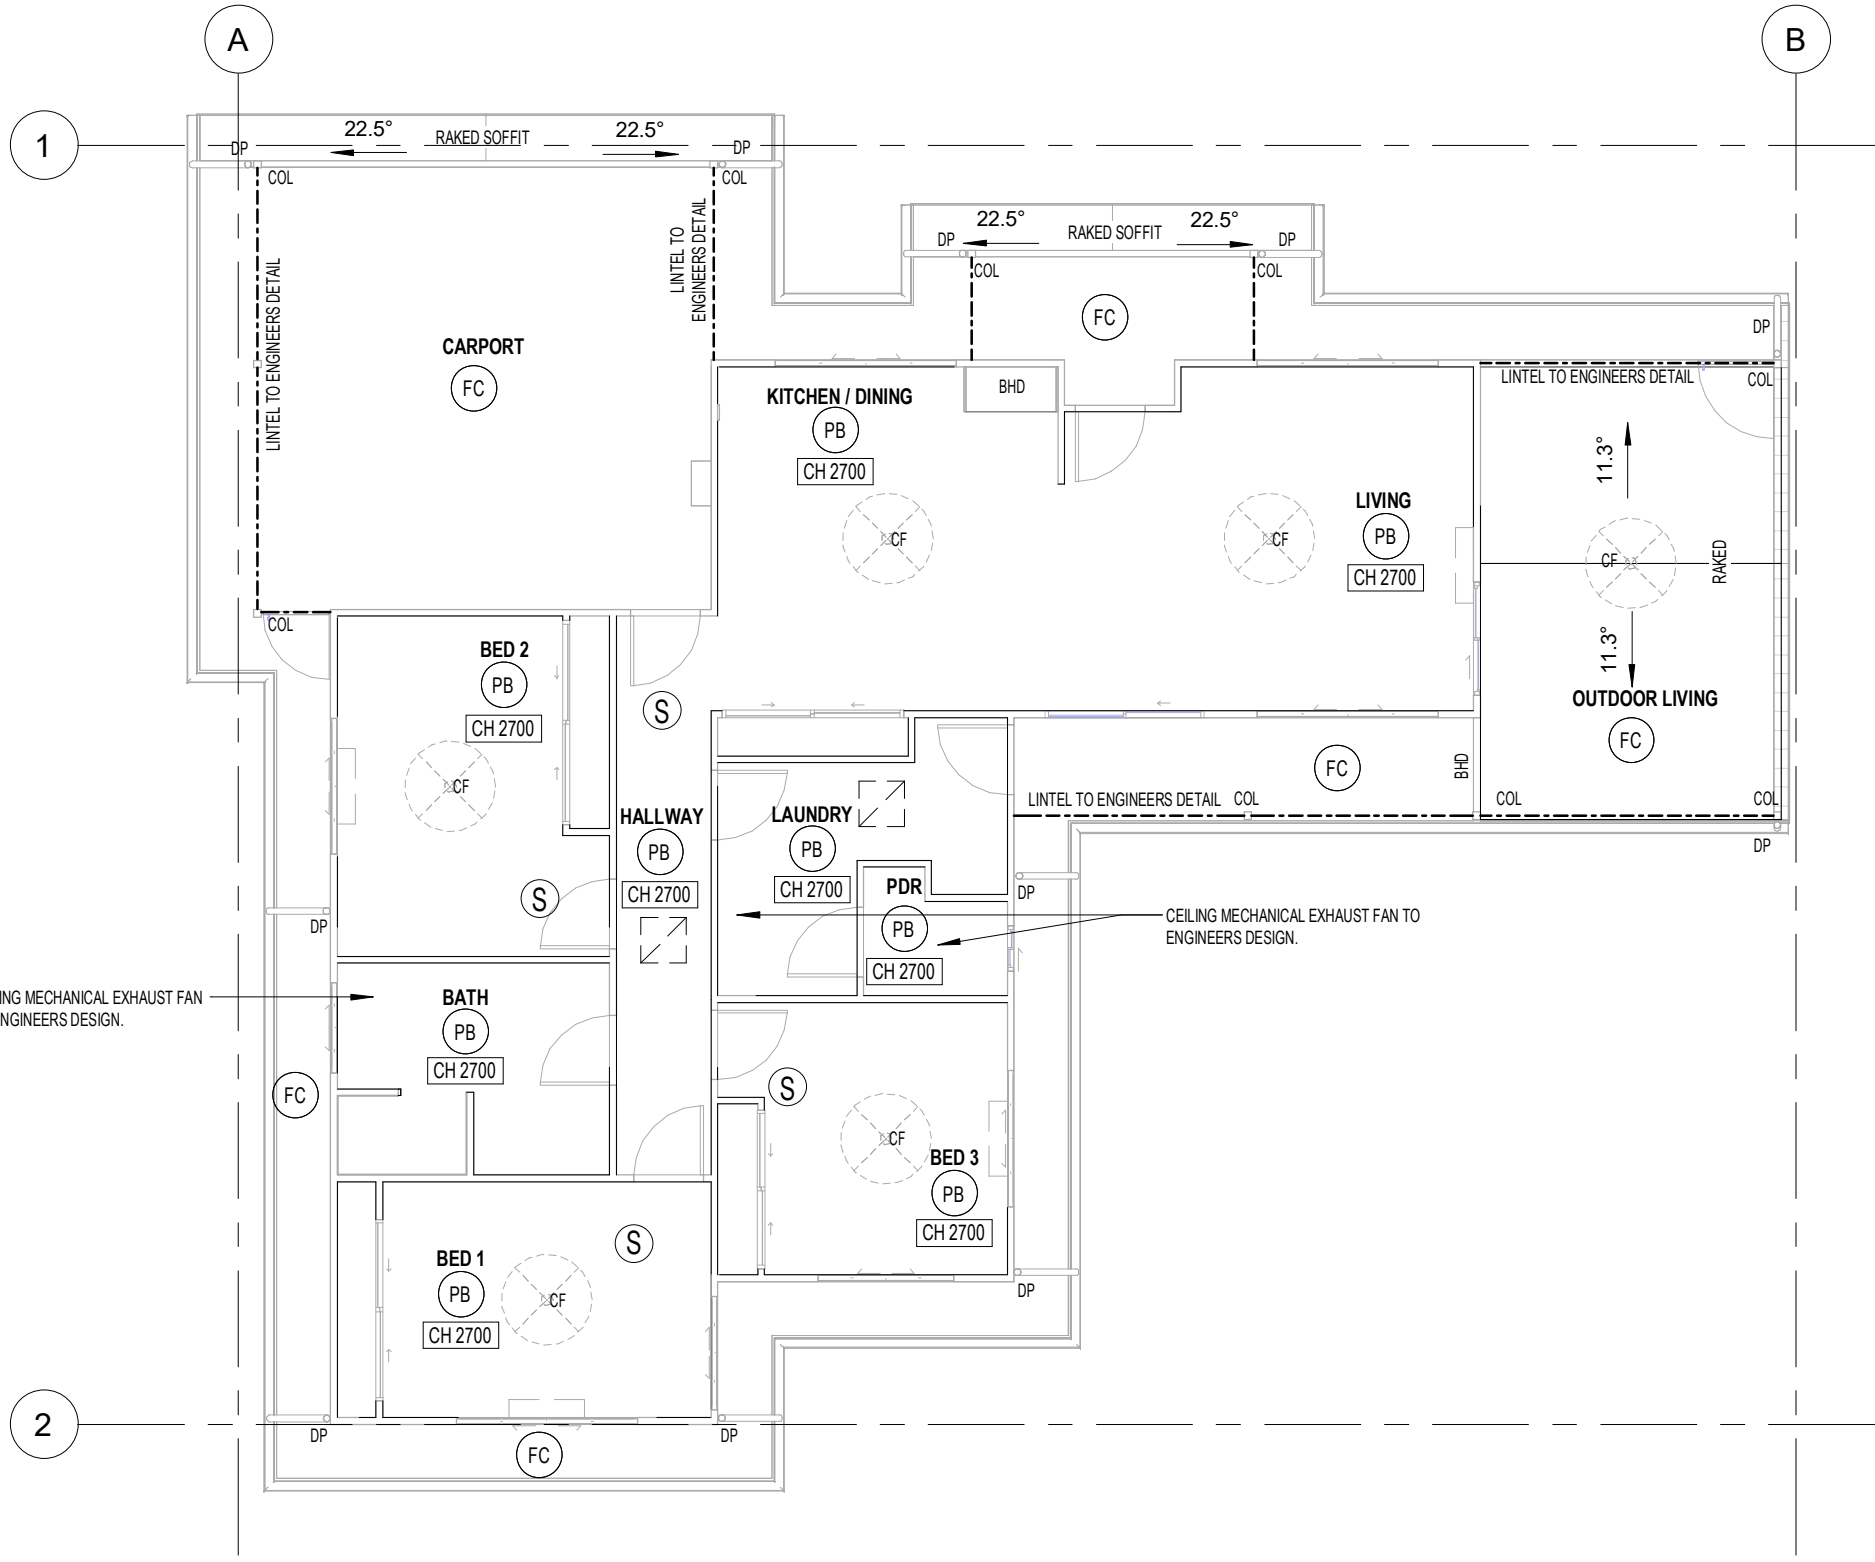 A
B
1
22.5°
RAKED SOFFIT
22.5°
DP
DP
COL
COL
LINTEL TO
ENGINEERS DETAIL
LINTEL TO ENGINEERS DETAIL
CARPORT
FC
22.5°
22.5°
RAKED SOFFIT
DP
DP
COL
COL
FC
DP
LINTEL TO ENGINEERS DETAIL
COL
KITCHEN / DINING
PB
CH 2700
BHD
CF
CF
LIVING
PB
CH 2700
11.3°
CF
RAKED
11.3°
OUTDOOR LIVING
FC
COL
BED 2
PB
CH 2700
CF
S
S
HALLWAY
PB
CH 2700
LAUNDRY
PB
CH 2700
PDR
PB
CH 2700
FC
BHD
LINTEL TO ENGINEERS DETAIL
COL
COL
COL
DP
DP
DP
CEILING MECHANICAL EXHAUST FAN TO
ENGINEERS DESIGN.
ING MECHANICAL EXHAUST FAN
NGINEERS DESIGN.
BATH
PB
CH 2700
FC
S
CF
BED 3
PB
CH 2700
S
BED 1
PB
CH 2700
CF
DP
2
DP
DP
FC